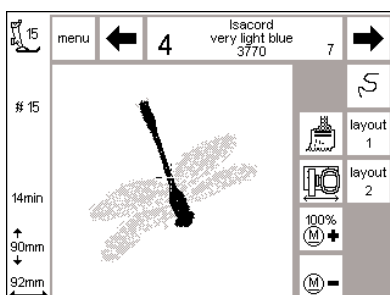 15
menu
4
Isacord
very light blue
3770
7
# 15
layout
1
layout
2
14min
90mm
92mm
100%
M +
M -